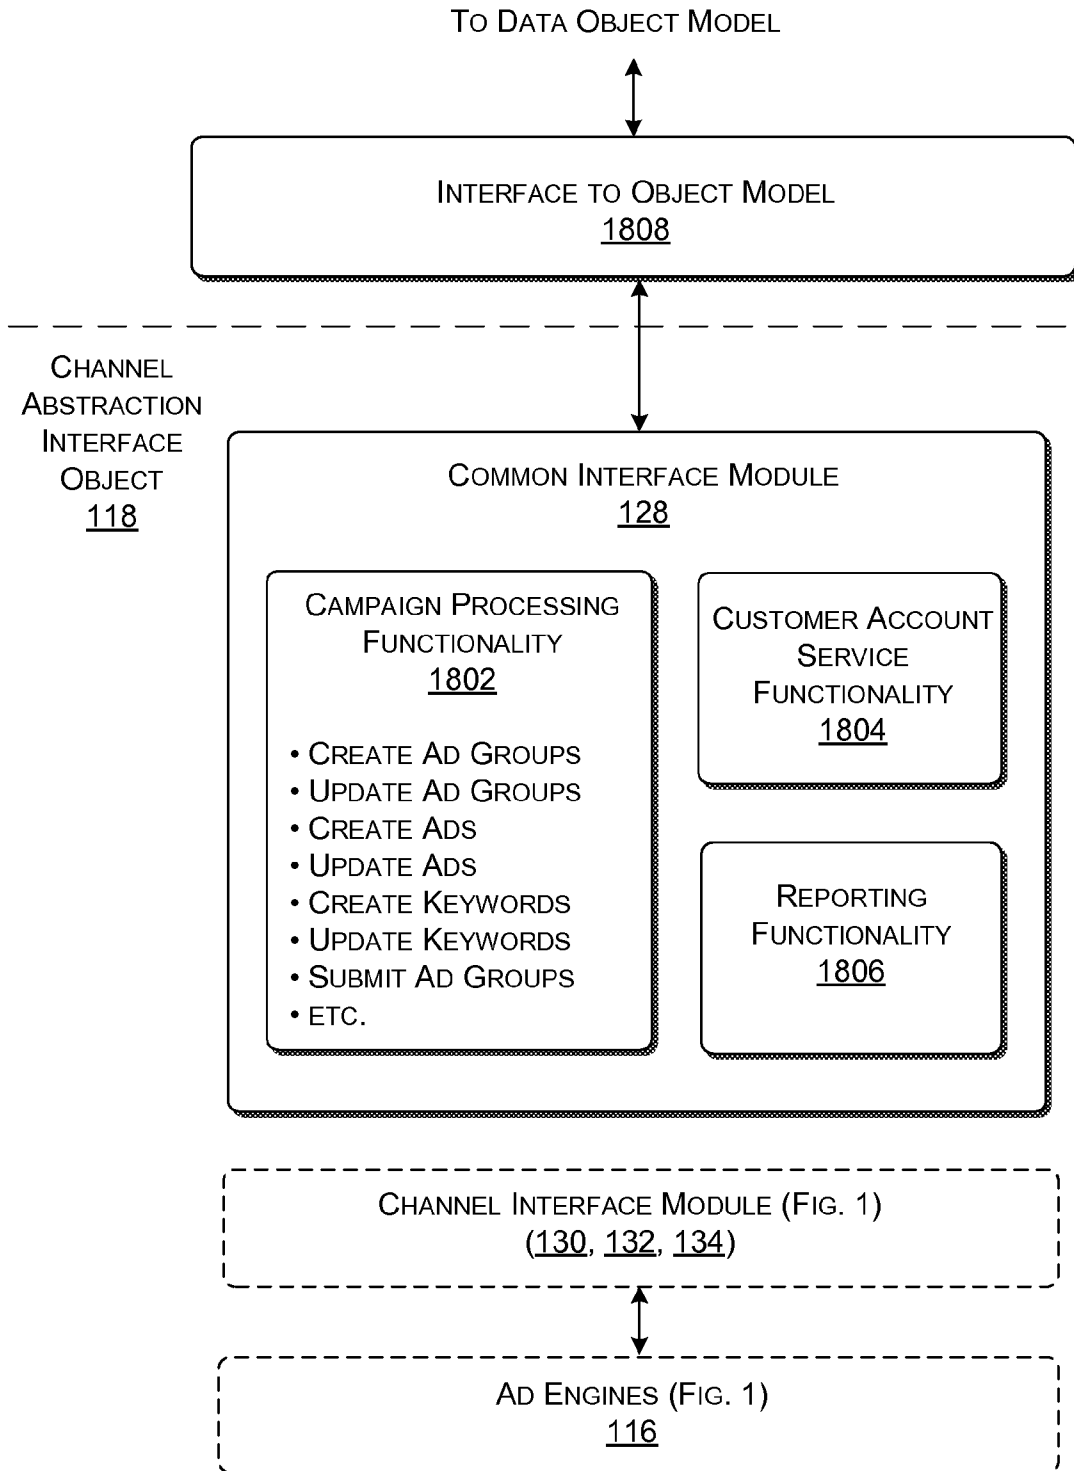 TO DATA OBJECT MODEL
INTERFACE TO OBJECT MODEL
1808
CHANNEL
ABSTRACTION
INTERFACE
OBJECT
118
COMMON INTERFACE MODULE
128
CAMPAIGN PROCESSING
FUNCTIONALITY
1802
• CREATE AD GROUPS
• UPDATE AD GROUPS
• CREATE ADS
• UPDATE ADS
• CREATE KEYWORDS
• UPDATE KEYWORDS
• SUBMIT AD GROUPS
• ETC.
CUSTOMER ACCOUNT
SERVICE
FUNCTIONALITY
1804
REPORTING
FUNCTIONALITY
1806
CHANNEL INTERFACE MODULE (FIG. 1)
(130, 132, 134)
AD ENGINES (FIG. 1)
116